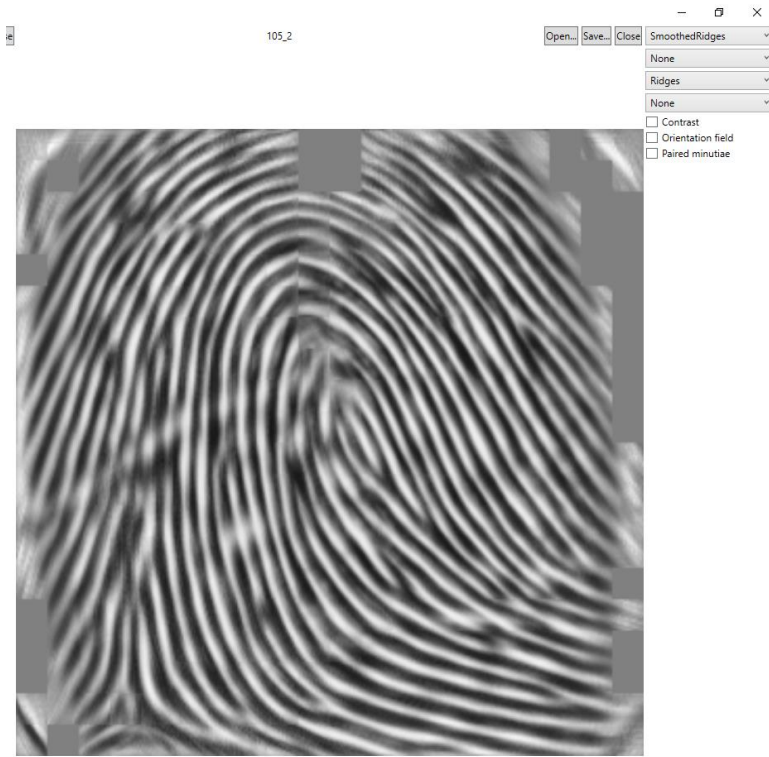 105_2
Open... Save... Close SmoothedRidges
None
Ridges
None
Contrast
Orientation field
Paired minutiae